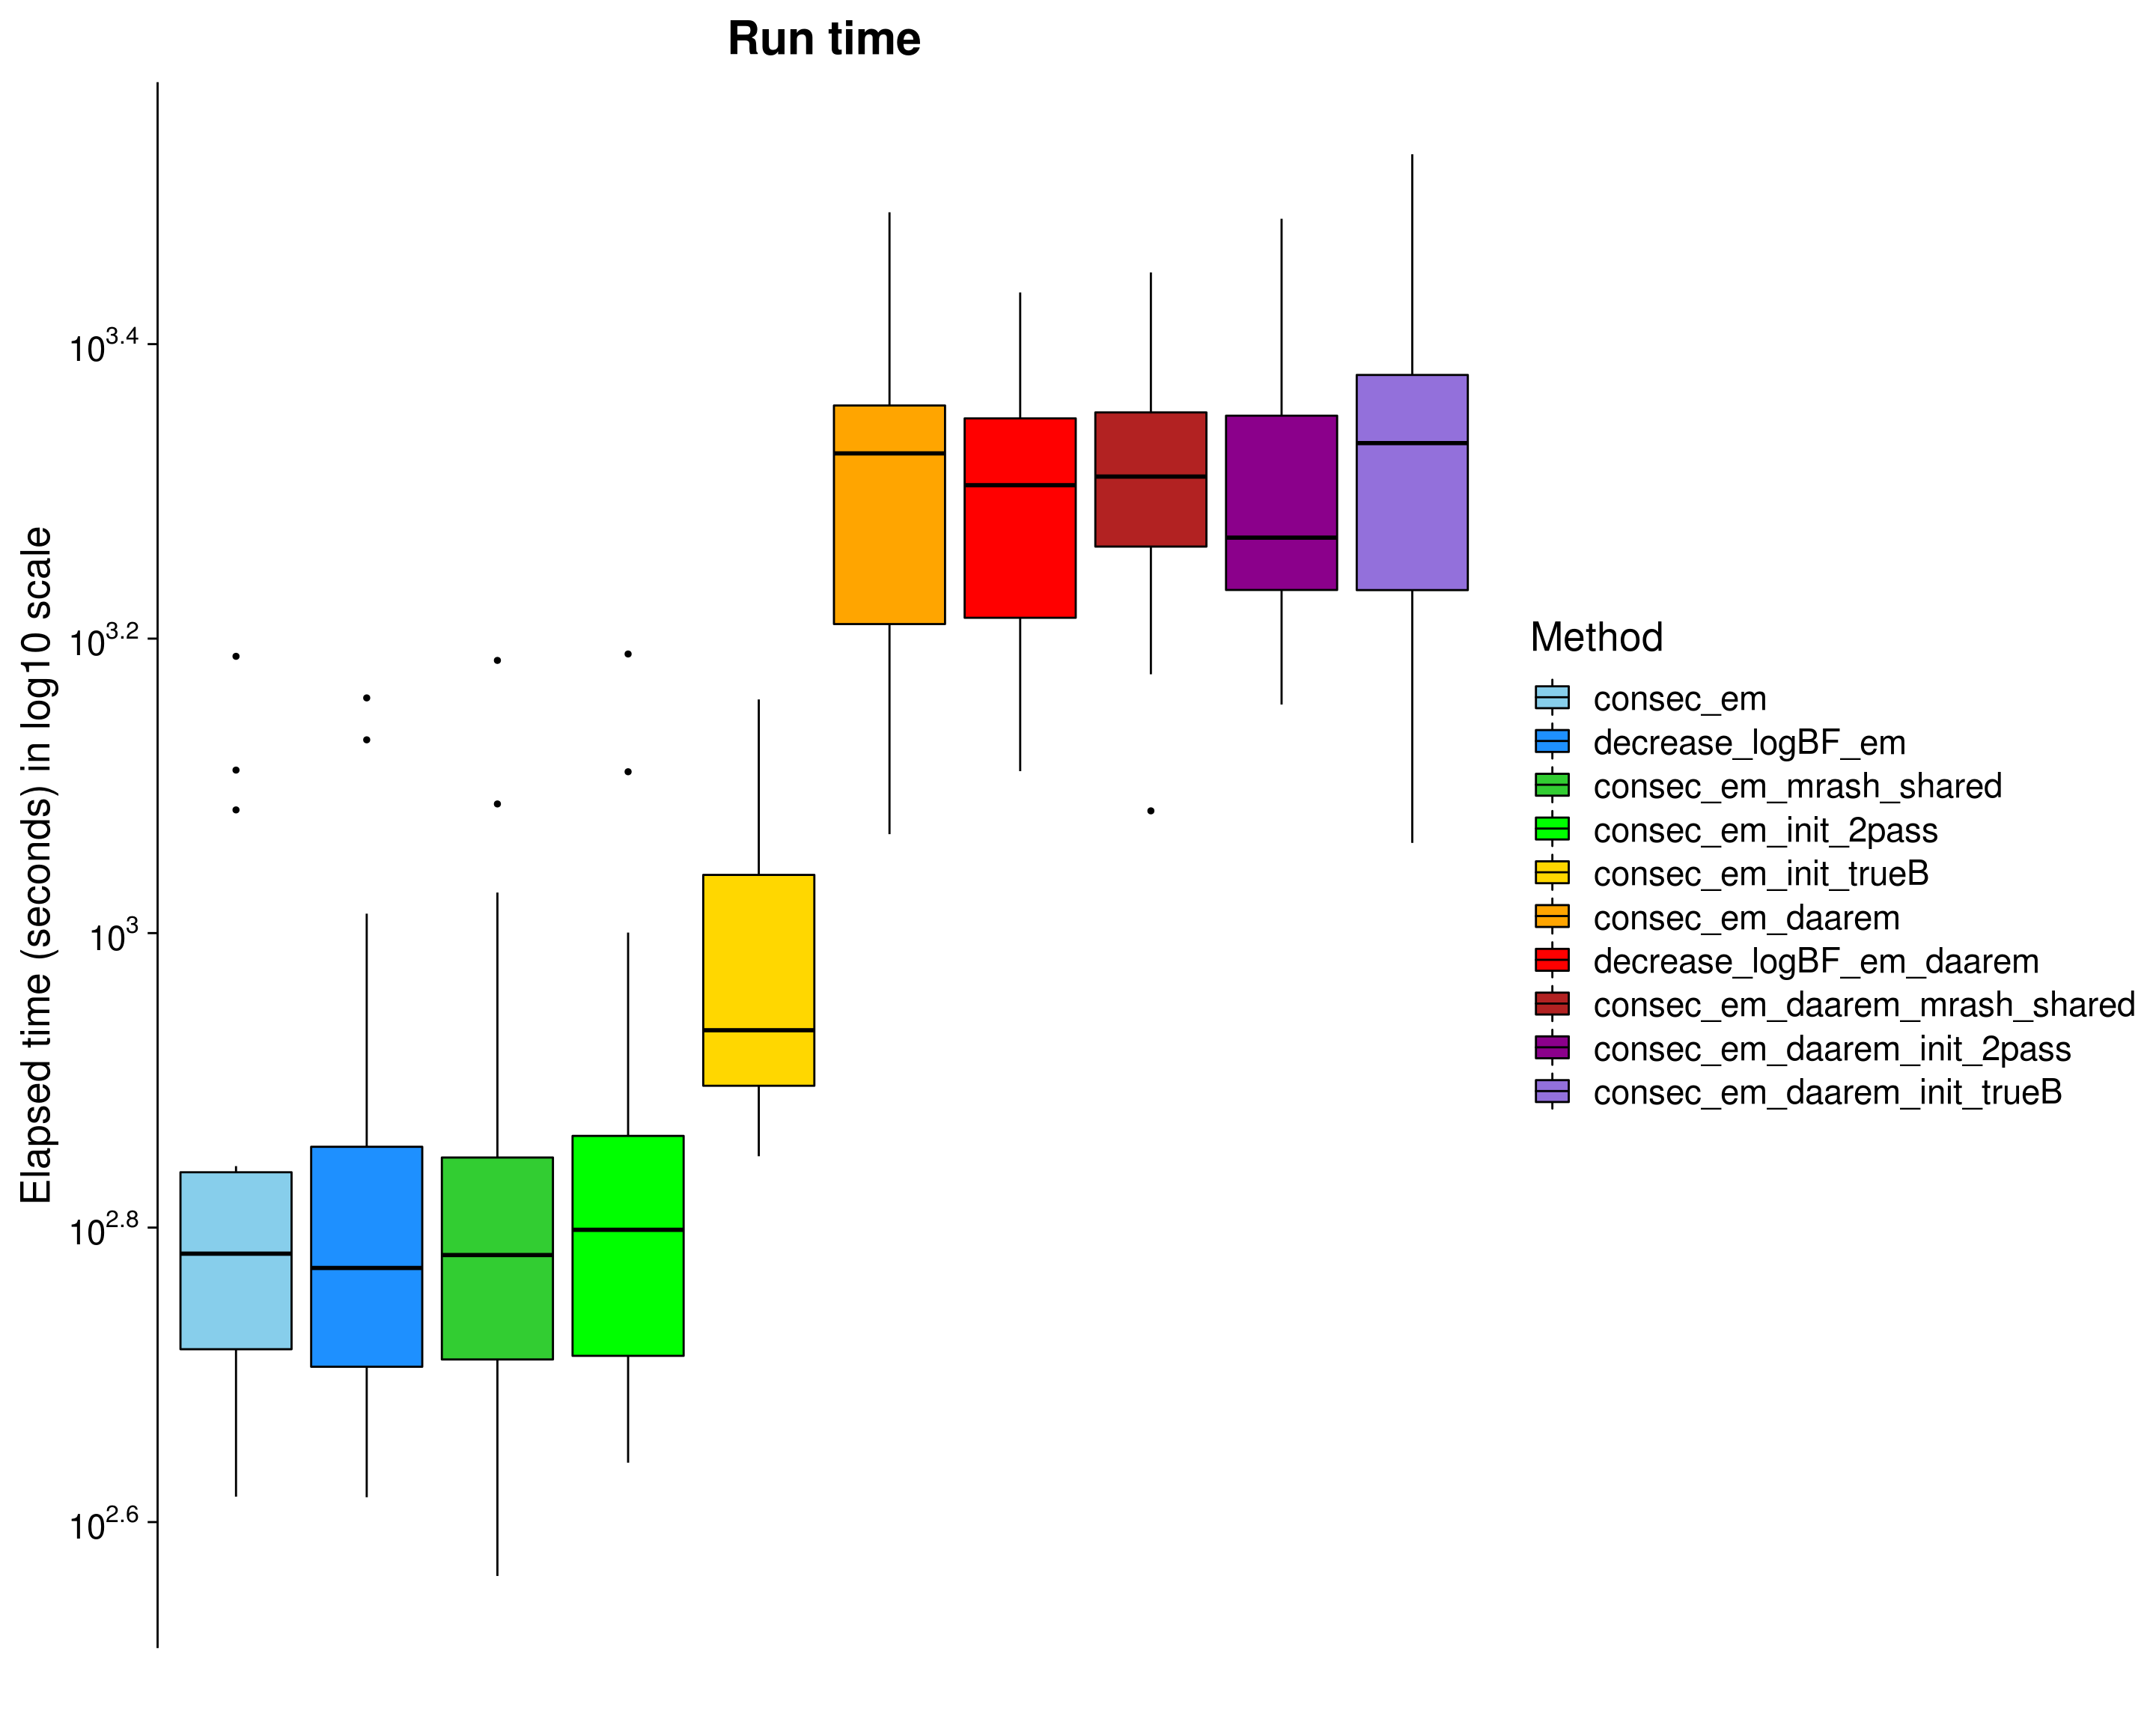 Run time
Elapsed time (seconds) in log10 scale
10^3.4
10^3.2
10^3
10^2.8
10^2.6
Method
consec_em
decrease_logBF_em
consec_em_mrash_shared
consec_em_init_2pass
consec_em_init_trueB
consec_em_daarem
decrease_logBF_em_daarem
consec_em_daarem_mrash_shared
consec_em_daarem_init_2pass
consec_em_daarem_init_trueB